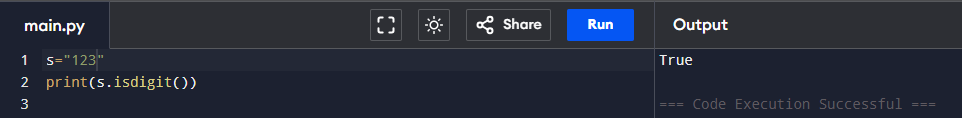 main.py Share Run Output
1 s="123"
2 print(s.isdigit())
3
True
=== Code Execution Successful ===